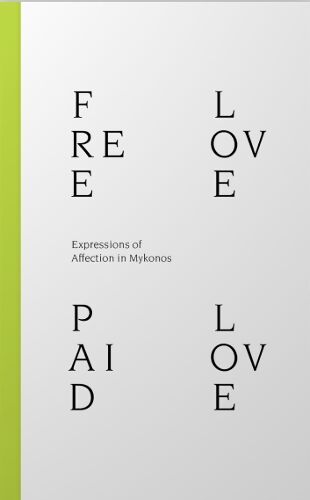 F L
RE OV
E E
Expressions of
Affection in Mykonos
P L
AI OV
D E